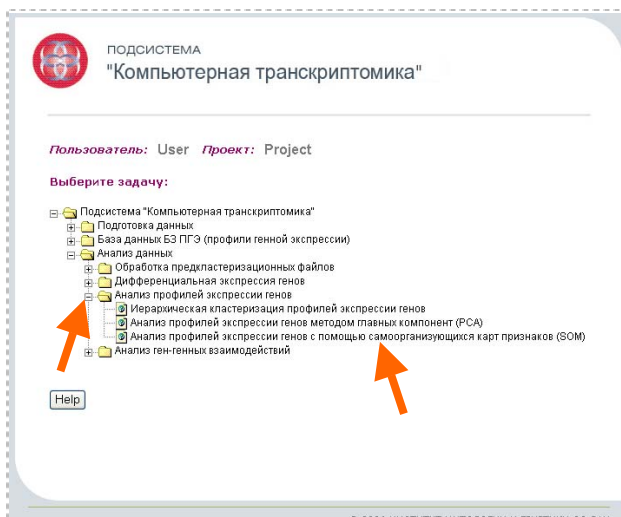 ПОДСИСТЕМА
"Компьютерная транскриптомика"
Пользователь: User Проект: Project
Выберите задачу:
Подсистема "Компьютерная транскриптомика"
Подготовка данных
База данных БЗ ПГЭ (профили генной экспрессии)
Анализ данных
Обработка предкластеризационных файлов
Дифференциальная экспрессия генов
Анализ профилей экспрессии генов
Иерархическая кластеризация профилей экспрессии генов
Анализ профилей экспрессии генов методом главных компонент (PCA)
Анализ профилей экспрессии генов с помощью самоорганизующихся карт признаков (SOM)
Анализ ген-генных взаимодействий
Help